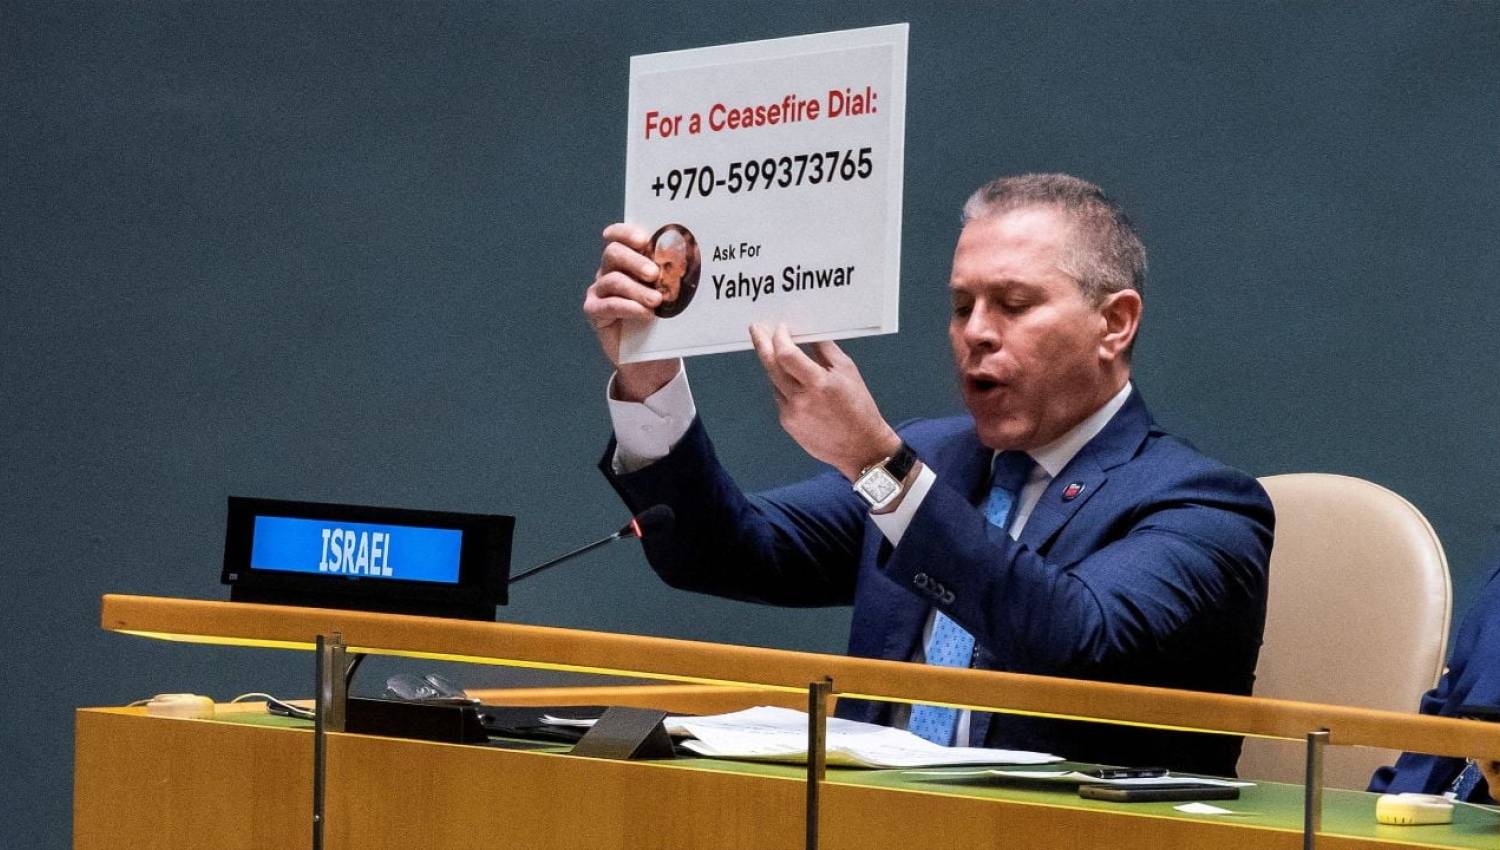 For a Ceasefire Dial:
+970-599373765
Ask For
Yahya Sinwar
ISRAEL